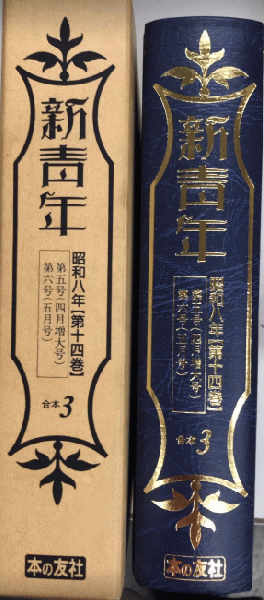 新青年
昭和八年【第十四巻】
第五号(四月増大号)
第六号(五月号)
合本3
本の友社
新青年
昭和八年【第十四巻】
第五号(四月増大号)
第六号(五月号)
合本3
本の友社